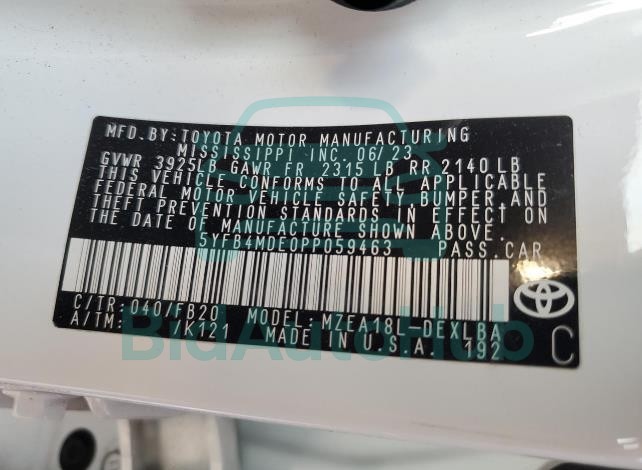 MFD. BY: TOYOTA MOTOR MANUFACTURING
MISSISSIPPI INC. 06/23
GVWR 3925LB GAWR FR 2315 LB RR 2140 LB
THIS VEHICLE CONFORMS TO ALL APPLICABLE
FEDERAL MOTOR VEHICLE SAFETY, BUMPER, AND
THEFT PREVENTION STANDARDS IN EFFECT ON
THE DATE OF MANUFACTURE SHOWN ABOVE.
5YFB4MDE0PP059463 PASS. CAR
C/TR: 040/FB20 MODEL: MZEA18L-DEXLBA
A/TM: /K121 MADE IN U.S.A. 192 C
BidAutoHub